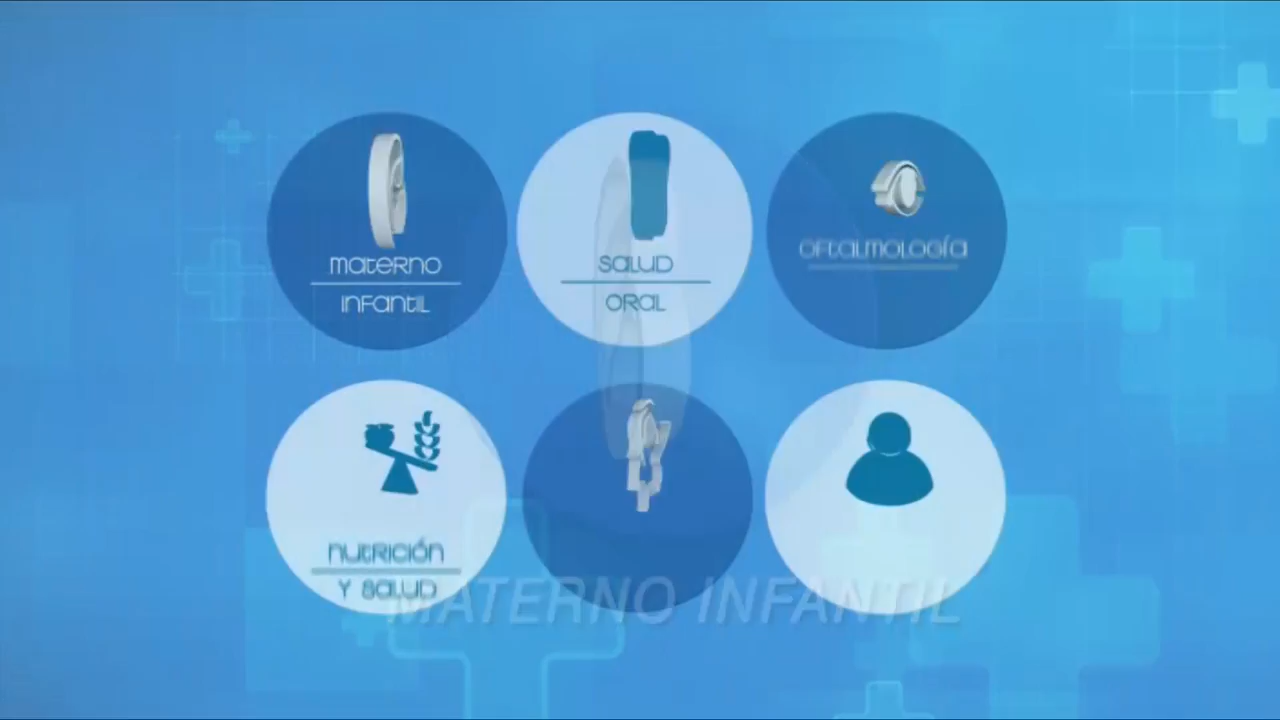 MATERNO
INFANTIL
SALUD
ORAL
OFTALMOLOGÍA
NUTRICIÓN
Y SALUD
MATERNO INFANTIL